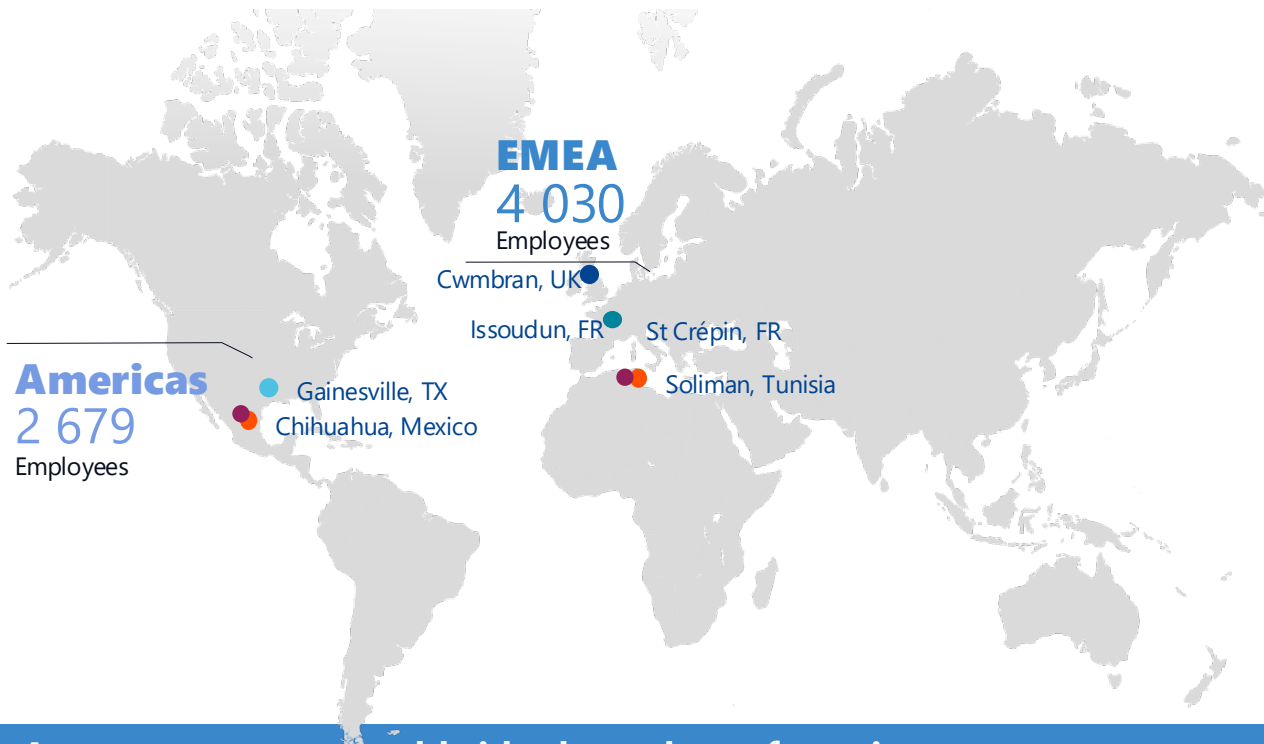 EMEA
4 030
Employees
Cwmbran, UK
Issoudun, FR
St Crépin, FR
Americas
2 679
Employees
Gainesville, TX
Soliman, Tunisia
Chihuahua, Mexico